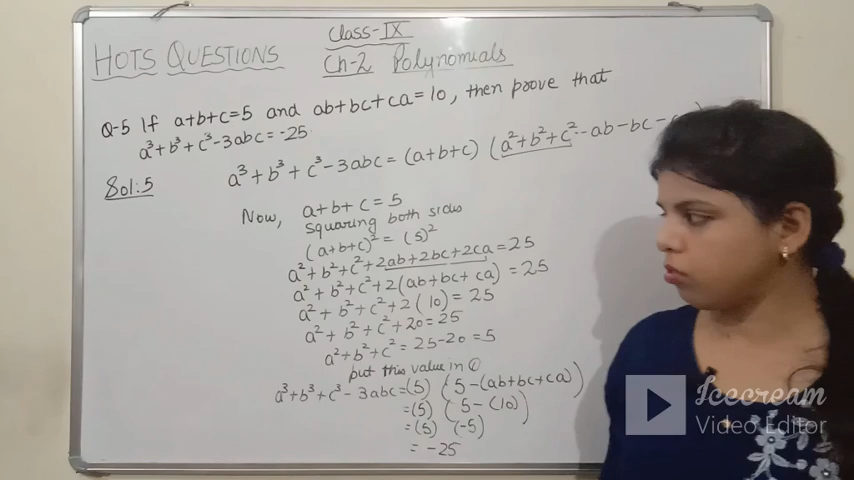 Class-IX
HOTS QUESTIONS
Ch-2 Polynomials
Q-5 If a+b+c=5 and ab+bc+ca=10, then prove that
a³+b³+c³-3abc=-25
Sol:5
a³+b³+c³-3abc=(a+b+c) (a²+b²+c²-ab-bc-
Now, a+b+c=5
squaring both sides
(a+b+c)²=(5)²
a²+b²+c²+2ab+2bc+2ca=25
a²+b²+c²+2(ab+bc+ca)=25
a²+b²+c²+2(10)=25
a²+b²+c²+20=25
a²+b²+c²=25-20=5
put this value in ①
a³+b³+c³-3abc=(5) (5-(ab+bc+ca))
=(5) (5-(10))
=(5) (-5)
=-25
Icecream
Video Editor